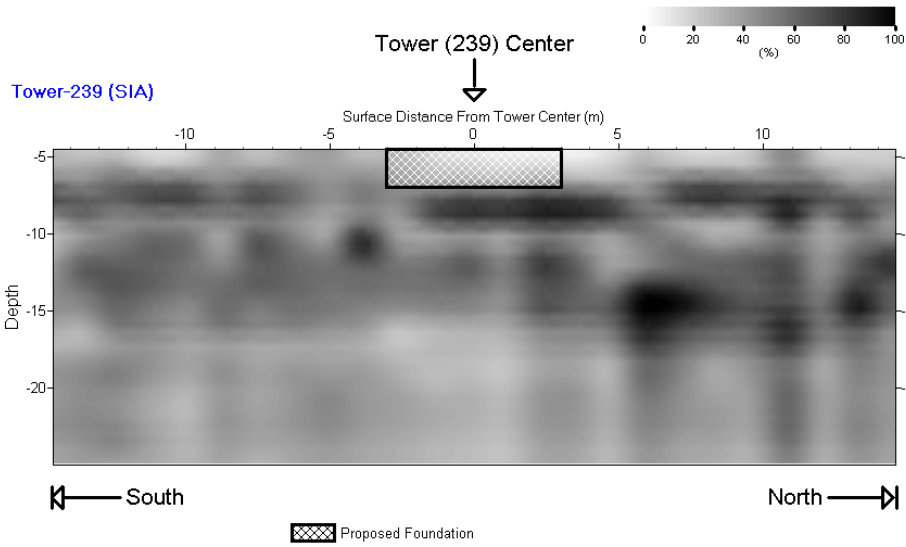 0 20 40 60 80 100
(%)
Tower (239) Center
Tower-239 (SIA)
Surface Distance From Tower Center (m)
-10 -5 0 5 10
-5
-10
-15
-20
Depth
South North
Proposed Foundation